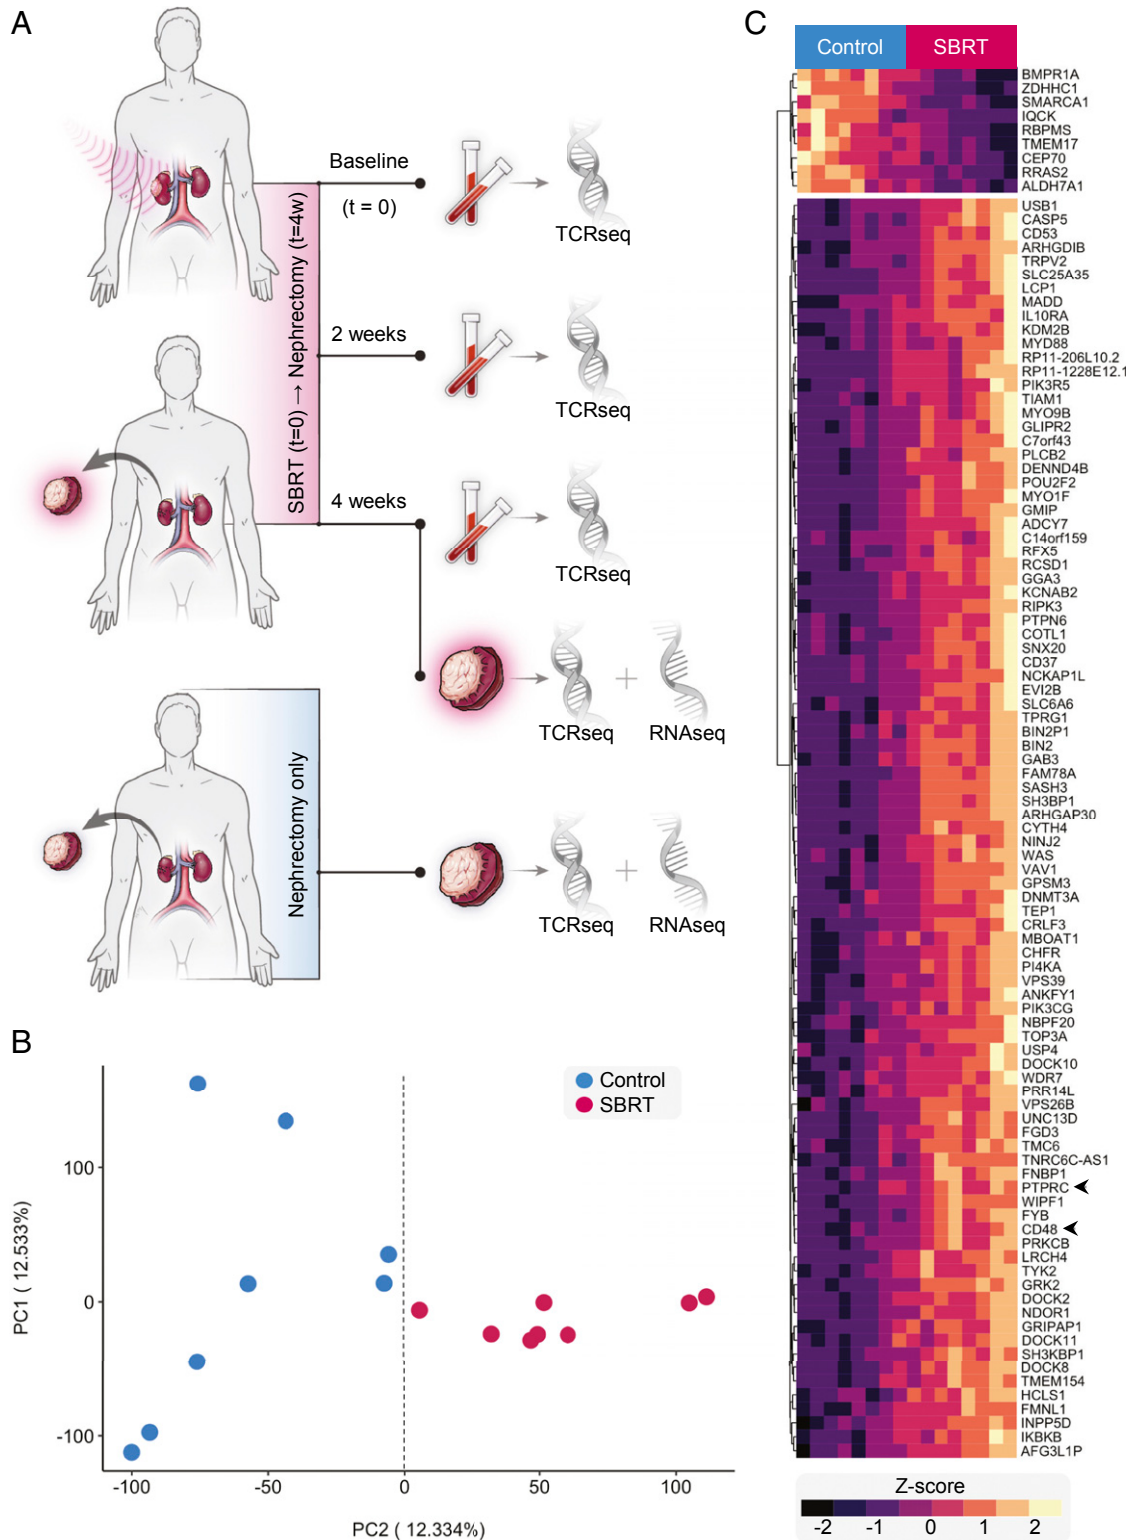 A
Baseline
(t = 0)
TCRseq
SBRT (t=0) → Nephrectomy (t=4w)
2 weeks
TCRseq
4 weeks
TCRseq
TCRseq + RNAseq
Nephrectomy only
TCRseq + RNAseq
B
Control
SBRT
100
0
-100
-100 -50 0 50 100
PC1 ( 12.533%)
PC2 ( 12.334%)
C
Control SBRT
BMPR1A
ZDHHC1
SMARCA1
IQCK
RBPMS
TMEM17
CEP70
RRAS2
ALDH7A1
USB1
CASP5
CD53
ARHGDIB
TRPV2
SLC25A35
LCP1
MADD
IL10RA
KDM2B
MYD88
RP11-206L10.2
RP11-1228E12.1
PIK3R5
TIAM1
MYO9B
GLIPR2
C7orf43
PLCB2
DENND4B
POU2F2
MYO1F
GMIP
ADCY7
C14orf159
RFX5
RCSD1
GGA3
KCNAB2
RIPK3
PTPN6
COTL1
SNX20
CD37
NCKAP1L
EVI2B
SLC6A6
TPRG1
BIN2P1
BIN2
GAB3
FAM78A
SASH3
SH3BP1
ARHGAP30
CYTH4
NINJ2
WAS
VAV1
GPSM3
DNMT3A
TEP1
CRLF3
MBOAT1
CHFR
PI4KA
VPS39
ANKFY1
PIK3CG
NBPF20
TOP3A
USP4
DOCK10
WDR7
PRR14L
VPS26B
UNC13D
FGD3
TMC6
TNRC6C-AS1
FNBP1
PTPRC
WIPF1
FYB
CD48
PRKCB
LRCH4
TYK2
GRK2
DOCK2
NDOR1
GRIPAP1
DOCK11
SH3KBP1
DOCK8
TMEM154
HCLS1
FMNL1
INPP5D
IKBKB
AFG3L1P
Z-score
-2 -1 0 1 2